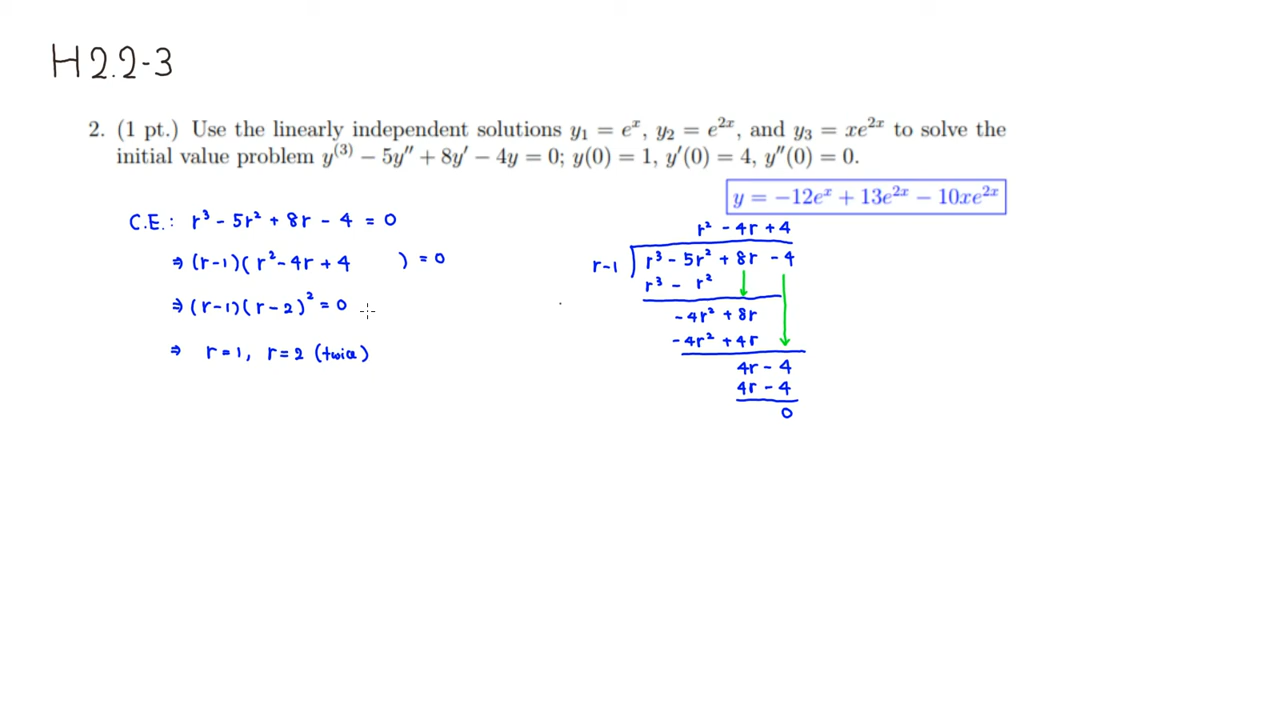 H2.2-3
2. (1 pt.) Use the linearly independent solutions y₁ = eˣ, y₂ = e²ˣ, and y₃ = xe²ˣ to solve the
initial value problem y⁽³⁾ − 5y″ + 8y′ − 4y = 0; y(0) = 1, y′(0) = 4, y″(0) = 0.
y = −12eˣ + 13e²ˣ − 10xe²ˣ
C.E.: r³ - 5r² + 8r - 4 = 0
⇒ (r-1)(r² - 4r + 4 ) = 0
⇒ (r-1)(r-2)² = 0
⇒ r=1, r=2 (twice)
r² - 4r + 4
r-1 ) r³ - 5r² + 8r - 4
r³ - r²
-4r² + 8r
-4r² + 4r
4r - 4
4r - 4
0